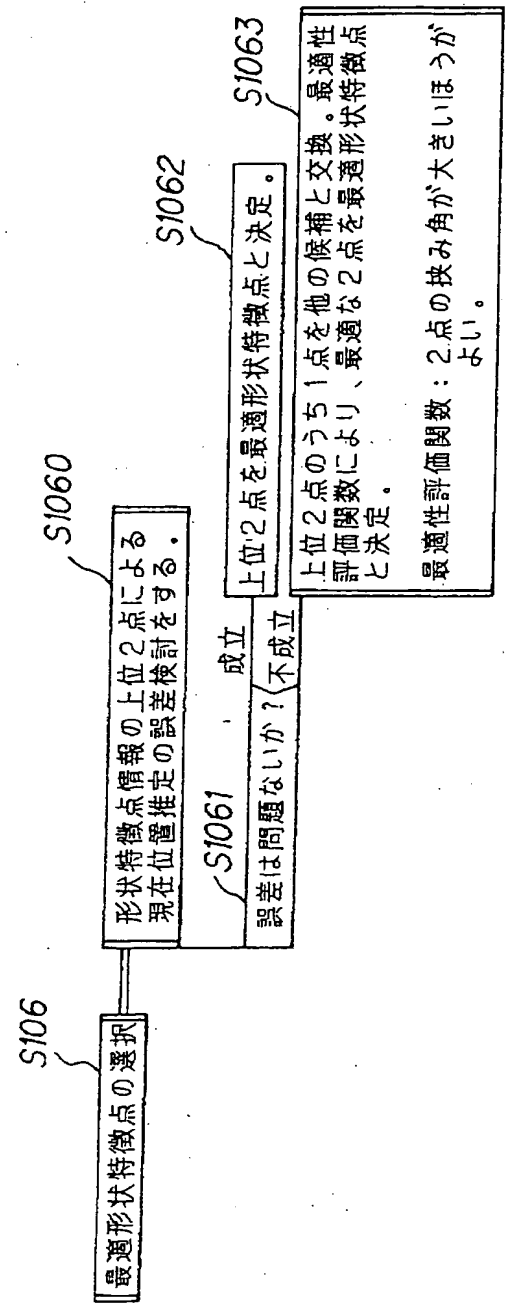 S106
最適形状特徴点の選択
S1060
形状特徴点情報の上位2点による
現在位置推定の誤差検討をする。
S1061
誤差は問題ないか?
成立
不成立
S1062
上位2点を最適形状特徴点と決定。
S1063
上位2点のうち1点を他の候補と交換。最適性
評価関数により、最適な2点を最適形状特徴点
と決定。
最適性評価関数:2点の挟み角が大きいほうが
よい。